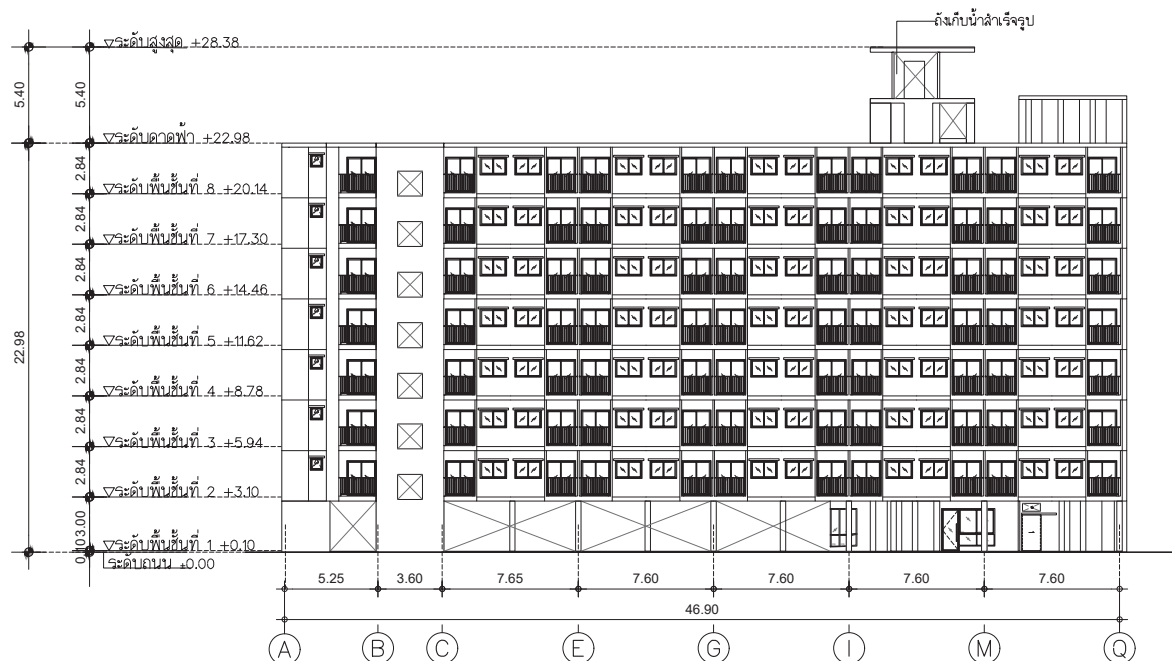 ถังเก็บน้ำสำเร็จรูป
ระดับสูงสุด +28.38
5.40
5.40
ระดับดาดฟ้า +22.98
2.84
ระดับพื้นชั้นที่ 8 +20.14
2.84
ระดับพื้นชั้นที่ 7 +17.30
2.84
ระดับพื้นชั้นที่ 6 +14.46
2.84
22.98
ระดับพื้นชั้นที่ 5 +11.62
2.84
ระดับพื้นชั้นที่ 4 +8.78
2.84
ระดับพื้นชั้นที่ 3 +5.94
2.84
ระดับพื้นชั้นที่ 2 +3.10
3.00
ระดับพื้นชั้นที่ 1 +0.10
0.10
ระดับถนน ±0.00
5.25 3.60 7.65 7.60 7.60 7.60 7.60
46.90
A B C E G I M Q